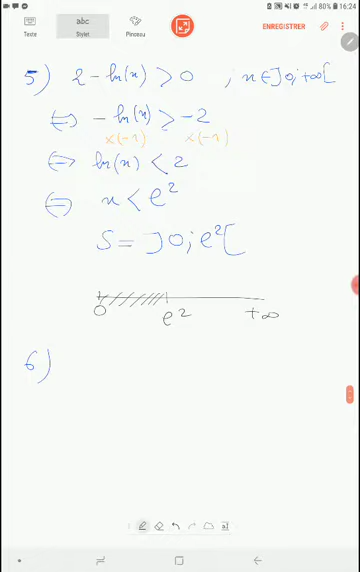 80% 16:24
Texte
abc
Stylet
Pinceau
ENREGISTRER
5) 2 - ln(x) > 0 , x ∈ ]0; +∞[
⇔ - ln(x) > -2
×(-1) ×(-1)
⇔ ln(x) < 2
⇔ x < e²
S = ]0; e²[
0 e² +∞
6)